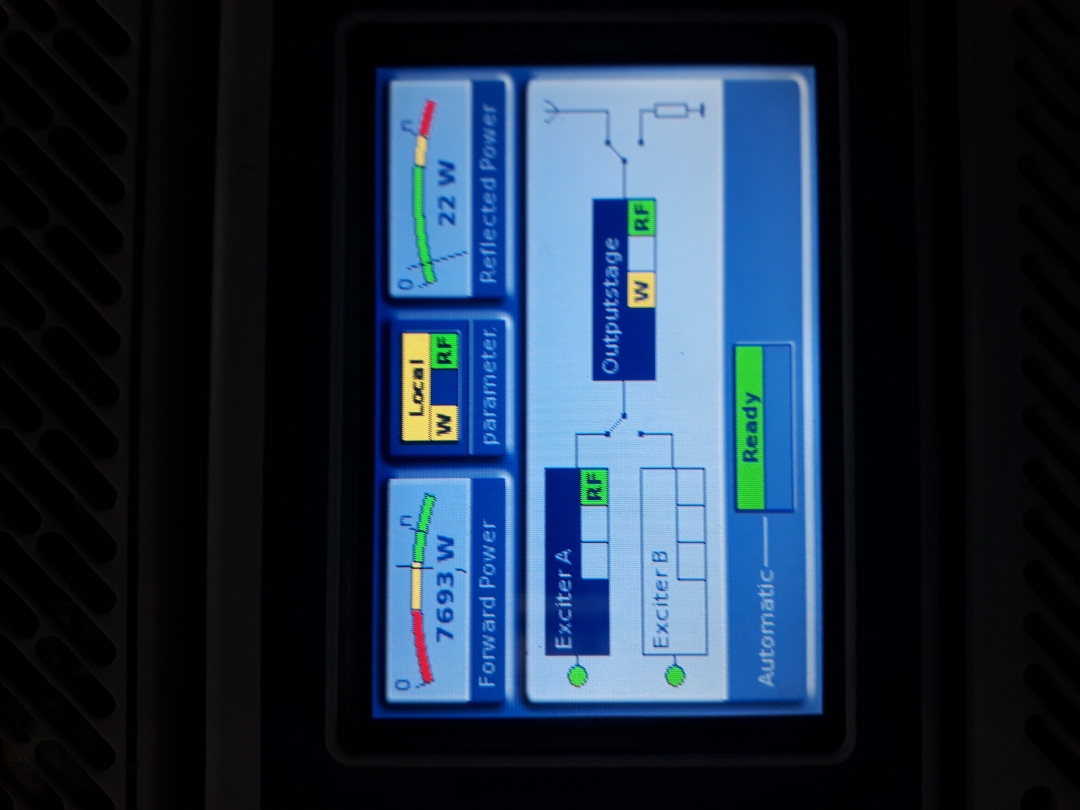 0 n
7693 W
Forward Power
Local
W RF
parameter.
0 n
22 W
Reflected Power
Exciter A
RF
Exciter B
Outputstage
W RF
Automatic
Ready